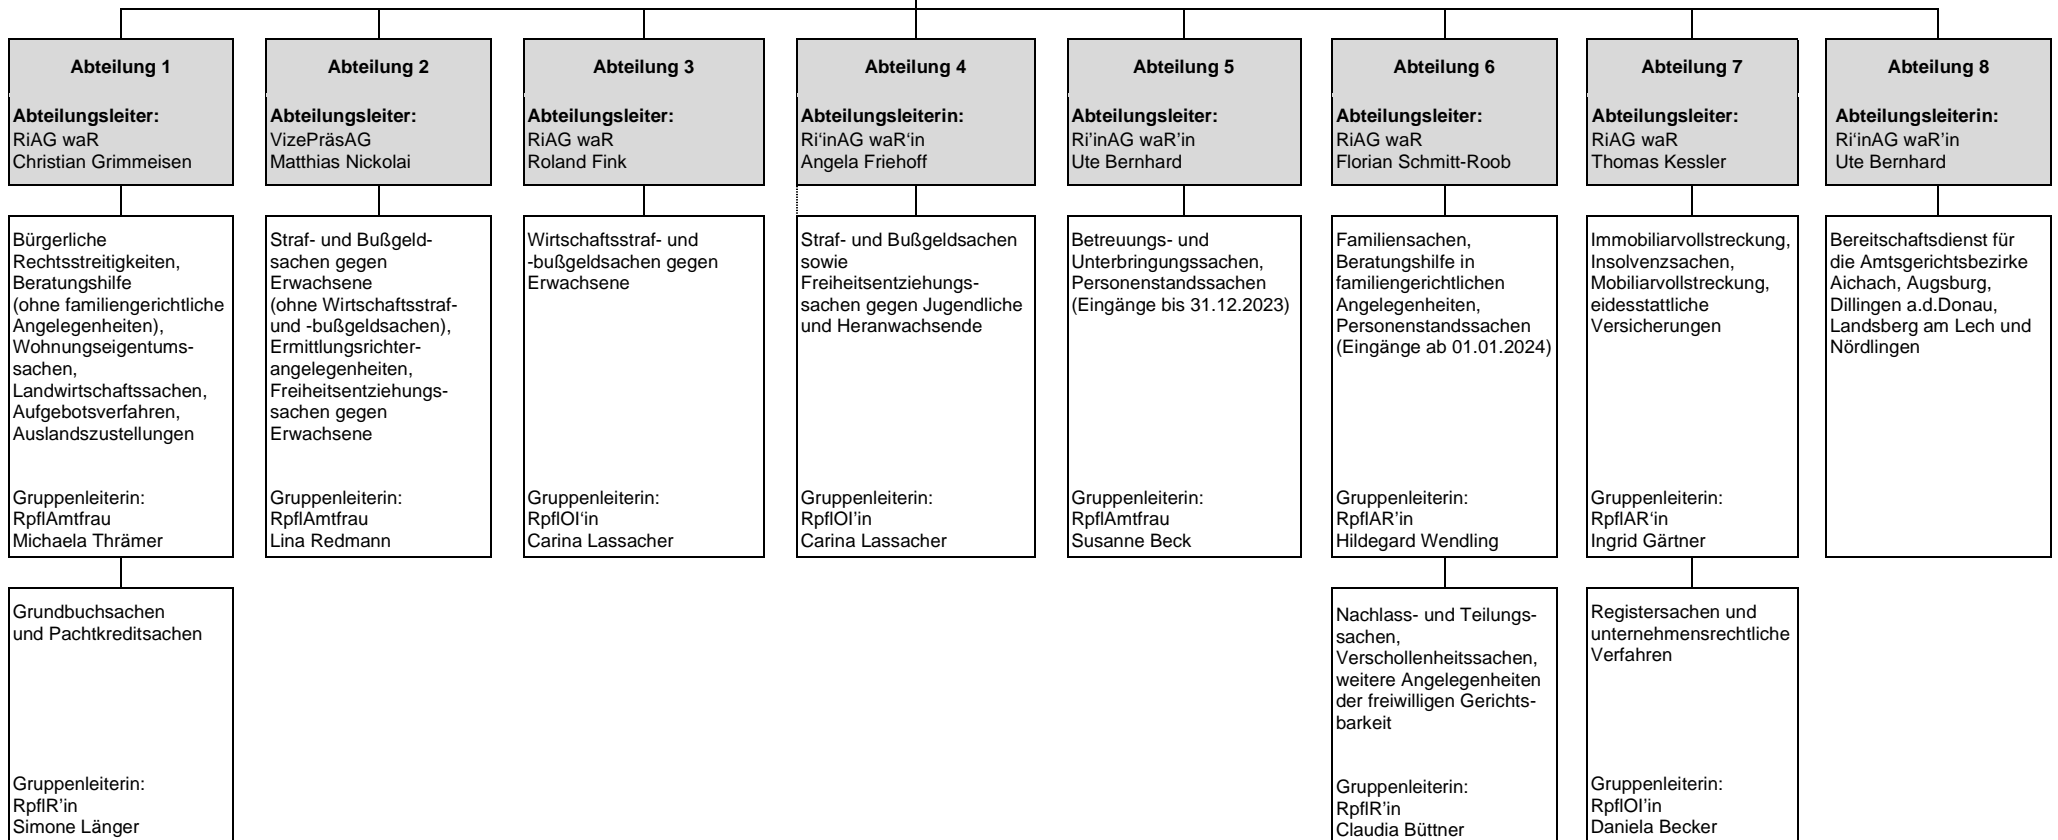 Abteilung 1
Abteilungsleiter:
RiAG waR
Christian Grimmeisen
Bürgerliche
Rechtsstreitigkeiten,
Beratungshilfe
(ohne familiengerichtliche
Angelegenheiten),
Wohnungseigentums-
sachen,
Landwirtschaftssachen,
Aufgebotsverfahren,
Auslandszustellungen
Gruppenleiterin:
RpflAmtfrau
Michaela Thrämer
Grundbuchsachen
und Pachtkreditsachen
Gruppenleiterin:
RpflR’in
Simone Länger
Abteilung 2
Abteilungsleiter:
VizePräsAG
Matthias Nickolai
Straf- und Bußgeld-
sachen gegen
Erwachsene
(ohne Wirtschaftsstraf-
und -bußgeldsachen),
Ermittlungsrichter-
angelegenheiten,
Freiheitsentziehungs-
sachen gegen
Erwachsene
Gruppenleiterin:
RpflAmtfrau
Lina Redmann
Abteilung 3
Abteilungsleiter:
RiAG waR
Roland Fink
Wirtschaftsstraf- und
-bußgeldsachen gegen
Erwachsene
Gruppenleiterin:
RpflOI‘in
Carina Lassacher
Abteilung 4
Abteilungsleiterin:
Ri‘inAG waR‘in
Angela Friehoff
Straf- und Bußgeldsachen
sowie
Freiheitsentziehungs-
sachen gegen Jugendliche
und Heranwachsende
Gruppenleiterin:
RpflOI’in
Carina Lassacher
Abteilung 5
Abteilungsleiter:
Ri’inAG waR’in
Ute Bernhard
Betreuungs- und
Unterbringungssachen,
Personenstandssachen
(Eingänge bis 31.12.2023)
Gruppenleiterin:
RpflAmtfrau
Susanne Beck
Abteilung 6
Abteilungsleiter:
RiAG waR
Florian Schmitt-Roob
Familiensachen,
Beratungshilfe in
familiengerichtlichen
Angelegenheiten,
Personenstandssachen
(Eingänge ab 01.01.2024)
Gruppenleiterin:
RpflAR’in
Hildegard Wendling
Nachlass- und Teilungs-
sachen,
Verschollenheitssachen,
weitere Angelegenheiten
der freiwilligen Gerichts-
barkeit
Gruppenleiterin:
RpflR’in
Claudia Büttner
Abteilung 7
Abteilungsleiter:
RiAG waR
Thomas Kessler
Immobiliarvollstreckung,
Insolvenzsachen,
Mobiliarvollstreckung,
eidesstattliche
Versicherungen
Gruppenleiterin:
RpflAR‘in
Ingrid Gärtner
Registersachen und
unternehmensrechtliche
Verfahren
Gruppenleiterin:
RpflOI’in
Daniela Becker
Abteilung 8
Abteilungsleiterin:
Ri‘inAG waR’in
Ute Bernhard
Bereitschaftsdienst für
die Amtsgerichtsbezirke
Aichach, Augsburg,
Dillingen a.d.Donau,
Landsberg am Lech und
Nördlingen